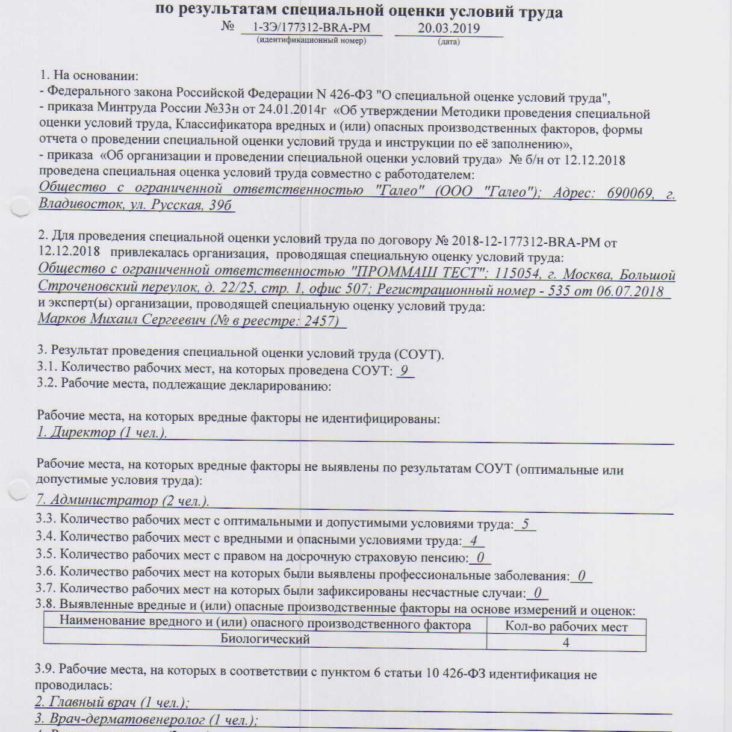 по результатам специальной оценки условий труда
№ 1-ЗЭ/177312-BRA-PM 20.03.2019
(идентификационный номер) (дата)
1. На основании:
- Федерального закона Российской Федерации N 426-ФЗ "О специальной оценке условий труда",
- приказа Минтруда России №33н от 24.01.2014г «Об утверждении Методики проведения специальной
оценки условий труда, Классификатора вредных и (или) опасных производственных факторов, формы
отчета о проведении специальной оценки условий труда и инструкции по её заполнению»,
- приказа «Об организации и проведении специальной оценки условий труда» № б/н от 12.12.2018
проведена специальная оценка условий труда совместно с работодателем:
Общество с ограниченной ответственностью "Галео" (ООО "Галео"); Адрес: 690069, г.
Владивосток, ул. Русская, 39б
2. Для проведения специальной оценки условий труда по договору № 2018-12-177312-BRA-PM от
12.12.2018 привлекалась организация, проводящая специальную оценку условий труда:
Общество с ограниченной ответственностью "ПРОММАШ ТЕСТ"; 115054, г. Москва, Большой
Строченовский переулок, д. 22/25, стр. 1, офис 507; Регистрационный номер - 535 от 06.07.2018
и эксперт(ы) организации, проводящей специальную оценку условий труда:
Марков Михаил Сергеевич (№ в реестре: 2457)
3. Результат проведения специальной оценки условий труда (СОУТ).
3.1. Количество рабочих мест, на которых проведена СОУТ: 9
3.2. Рабочие места, подлежащие декларированию:
Рабочие места, на которых вредные факторы не идентифицированы:
1. Директор (1 чел.).
Рабочие места, на которых вредные факторы не выявлены по результатам СОУТ (оптимальные или
допустимые условия труда):
7. Администратор (2 чел.).
3.3. Количество рабочих мест с оптимальными и допустимыми условиями труда: 5
3.4. Количество рабочих мест с вредными и опасными условиями труда: 4
3.5. Количество рабочих мест с правом на досрочную страховую пенсию: 0
3.6. Количество рабочих мест на которых были выявлены профессиональные заболевания: 0
3.7. Количество рабочих мест на которых были зафиксированы несчастные случаи: 0
3.8. Выявленные вредные и (или) опасные производственные факторы на основе измерений и оценок:
Наименование вредного и (или) опасного производственного фактора Кол-во рабочих мест
Биологический 4
3.9. Рабочие места, на которых в соответствии с пунктом 6 статьи 10 426-ФЗ идентификация не
проводилась:
2. Главный врач (1 чел.);
3. Врач-дерматовенеролог (1 чел.);